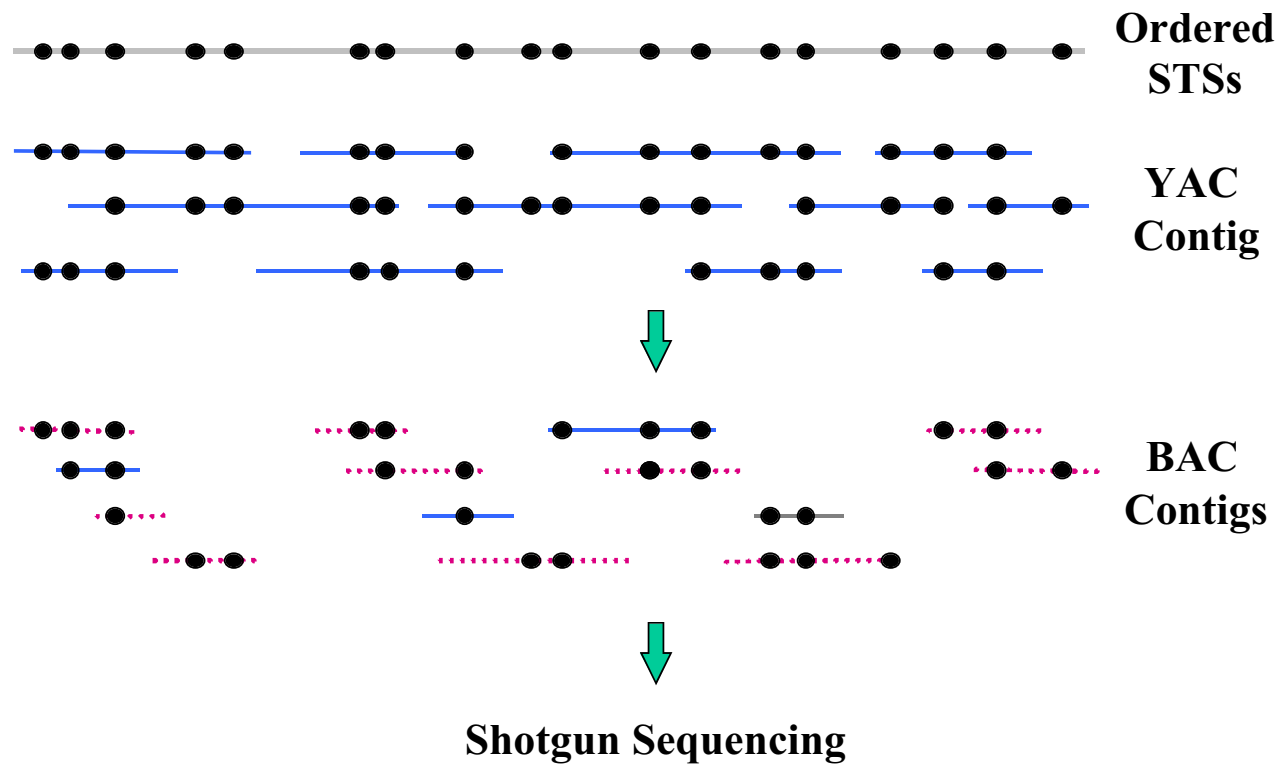 Ordered
STSs
YAC
Contig
BAC
Contigs
Shotgun Sequencing